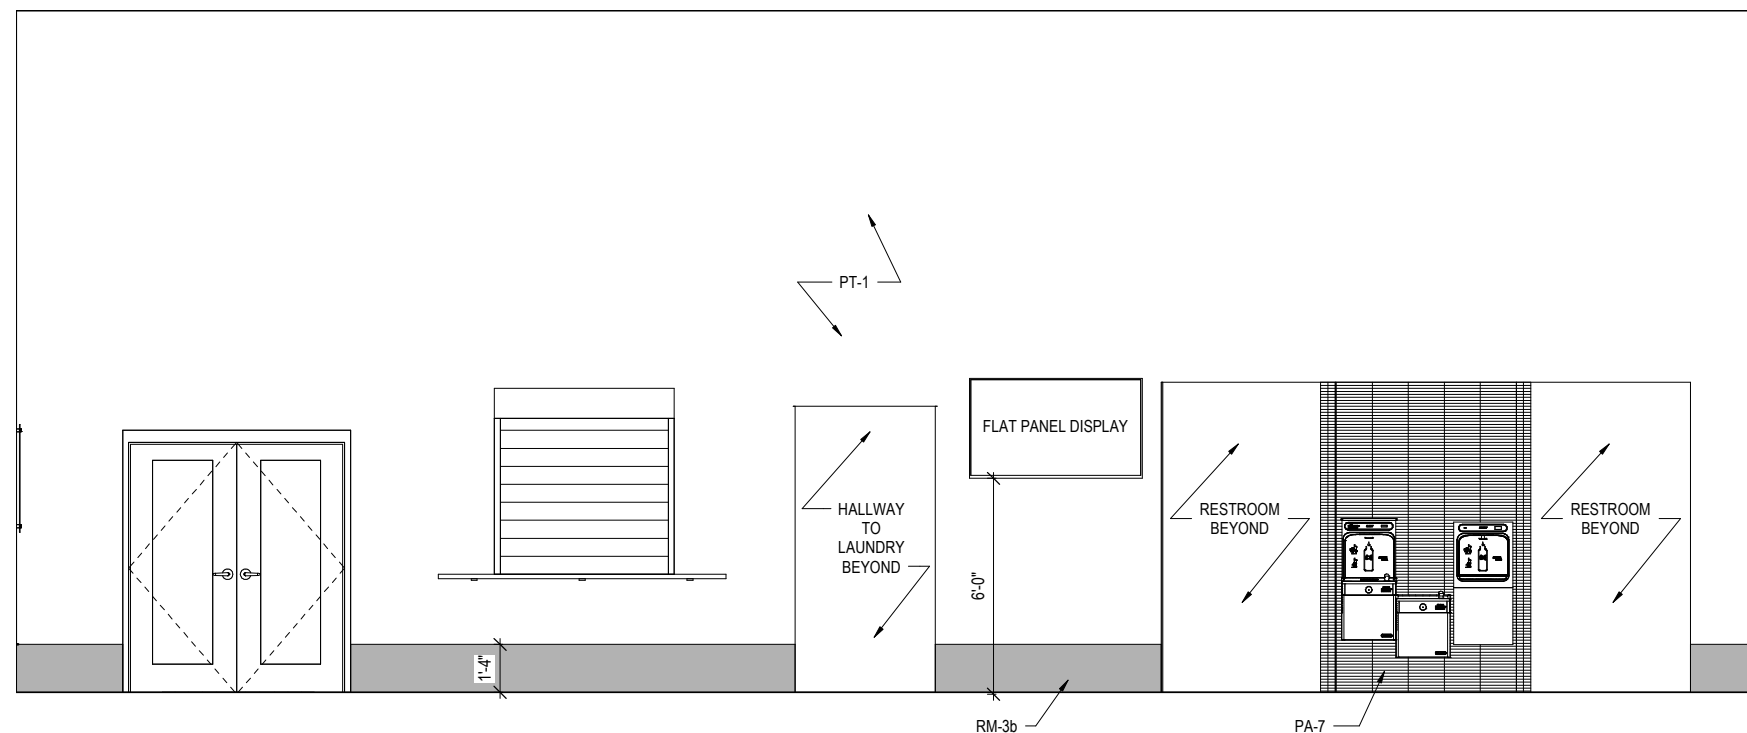 PT-1
FLAT PANEL DISPLAY
HALLWAY
TO
LAUNDRY
BEYOND
RESTROOM
BEYOND
RESTROOM
BEYOND
6'-0"
1'-4"
RM-3b
PA-7